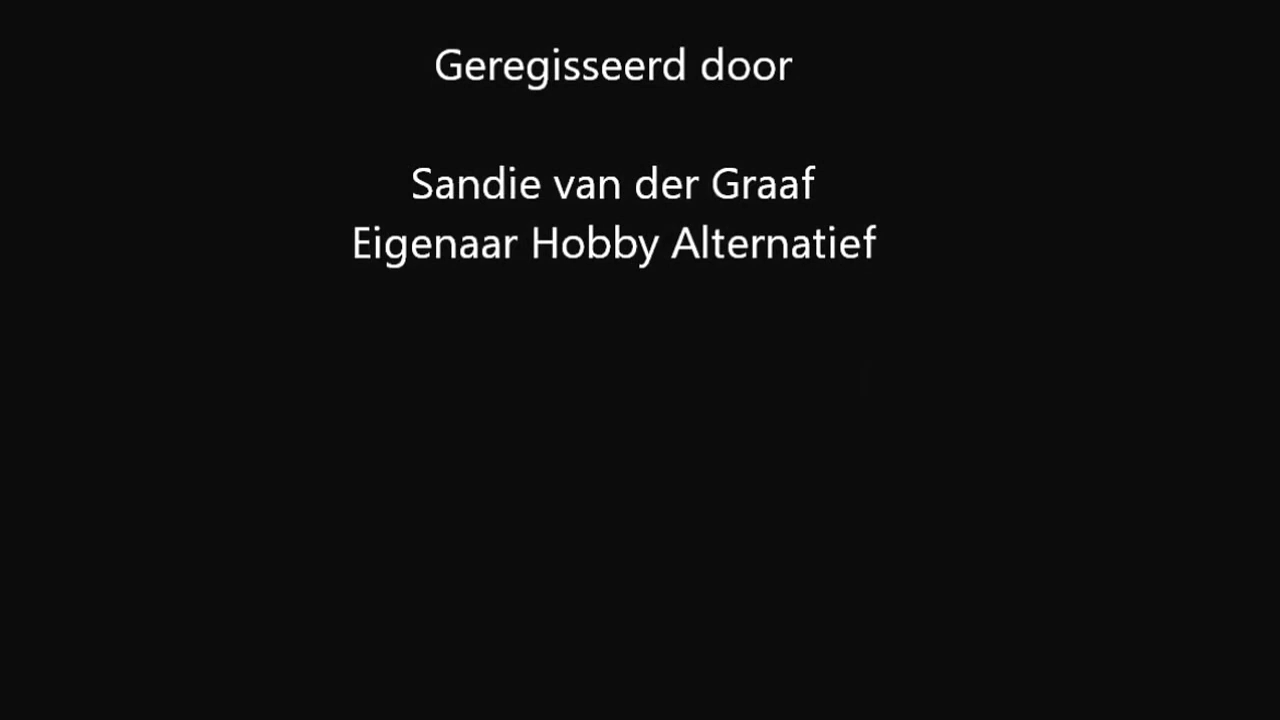 Geregisseerd door
Sandie van der Graaf
Eigenaar Hobby Alternatief